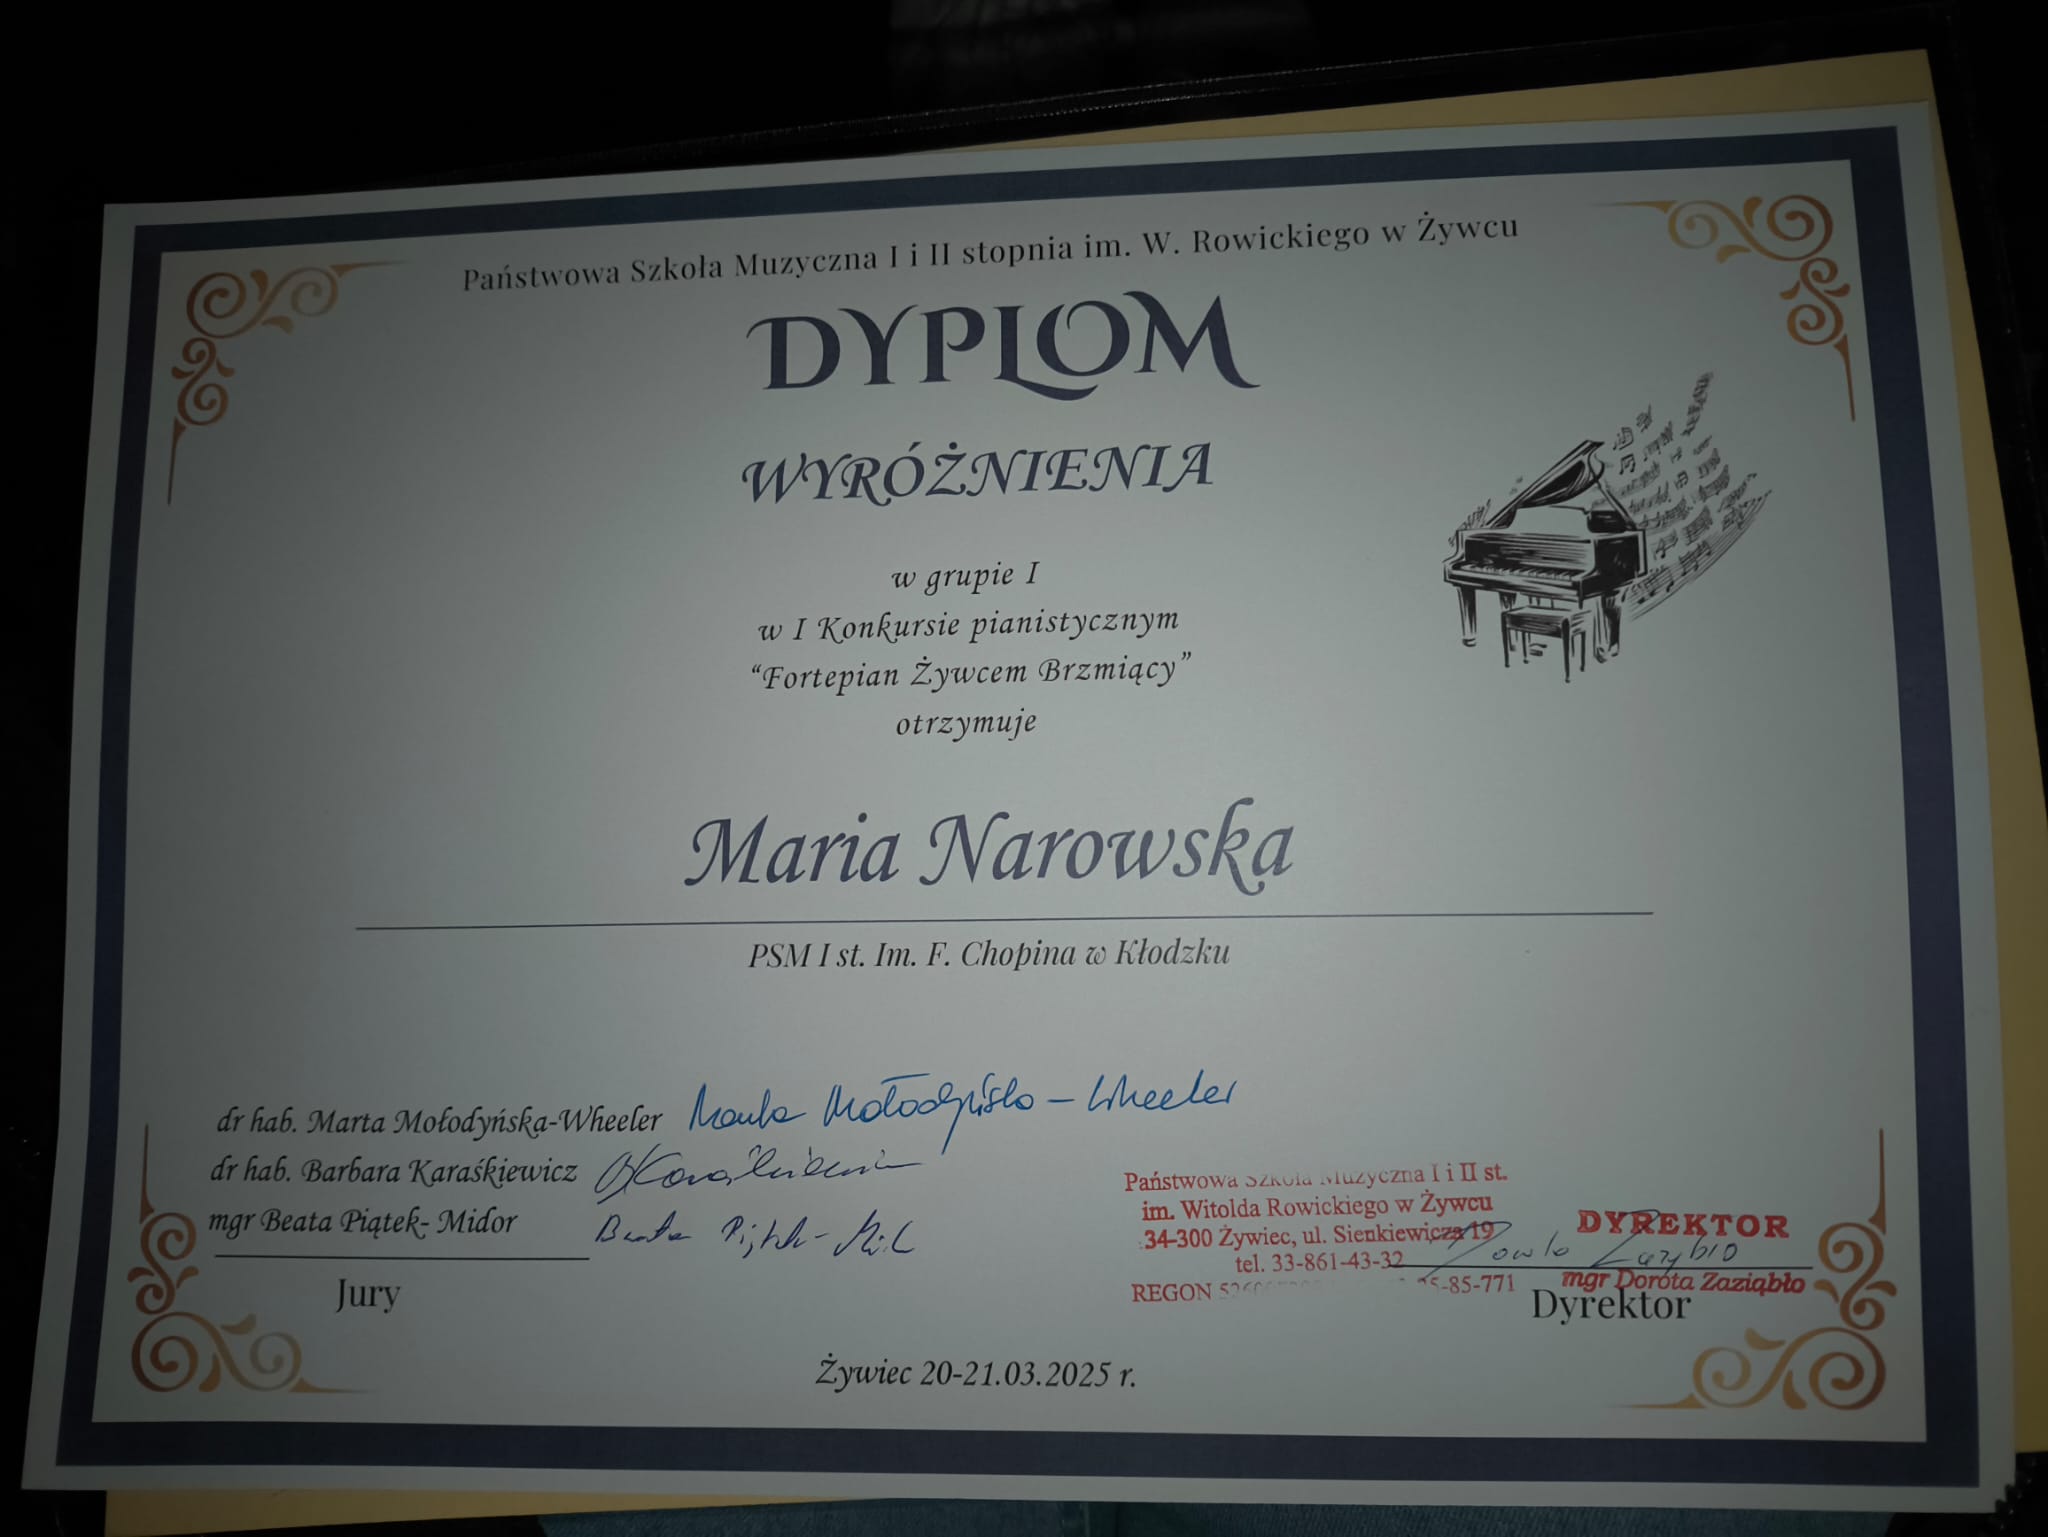 Państwowa Szkoła Muzyczna I i II stopnia im. W. Rowickiego w Żywcu
DYPLOM
WYRÓŻNIENIA
w grupie I
w I Konkursie pianistycznym
“Fortepian Żywcem Brzmiący”
otrzymuje
Maria Narowska
PSM I st. Im. F. Chopina w Kłodzku
dr hab. Marta Mołodyńska-Wheeler
dr hab. Barbara Karaśkiewicz
mgr Beata Piątek- Midor
Jury
Państwowa Szkoła Muzyczna I i II st.
im. Witolda Rowickiego w Żywcu
34-300 Żywiec, ul. Sienkiewicza 19
tel. 33-861-43-32
REGON -85-771
DYREKTOR
mgr Dorota Zaziąbło
Dyrektor
Żywiec 20-21.03.2025 r.